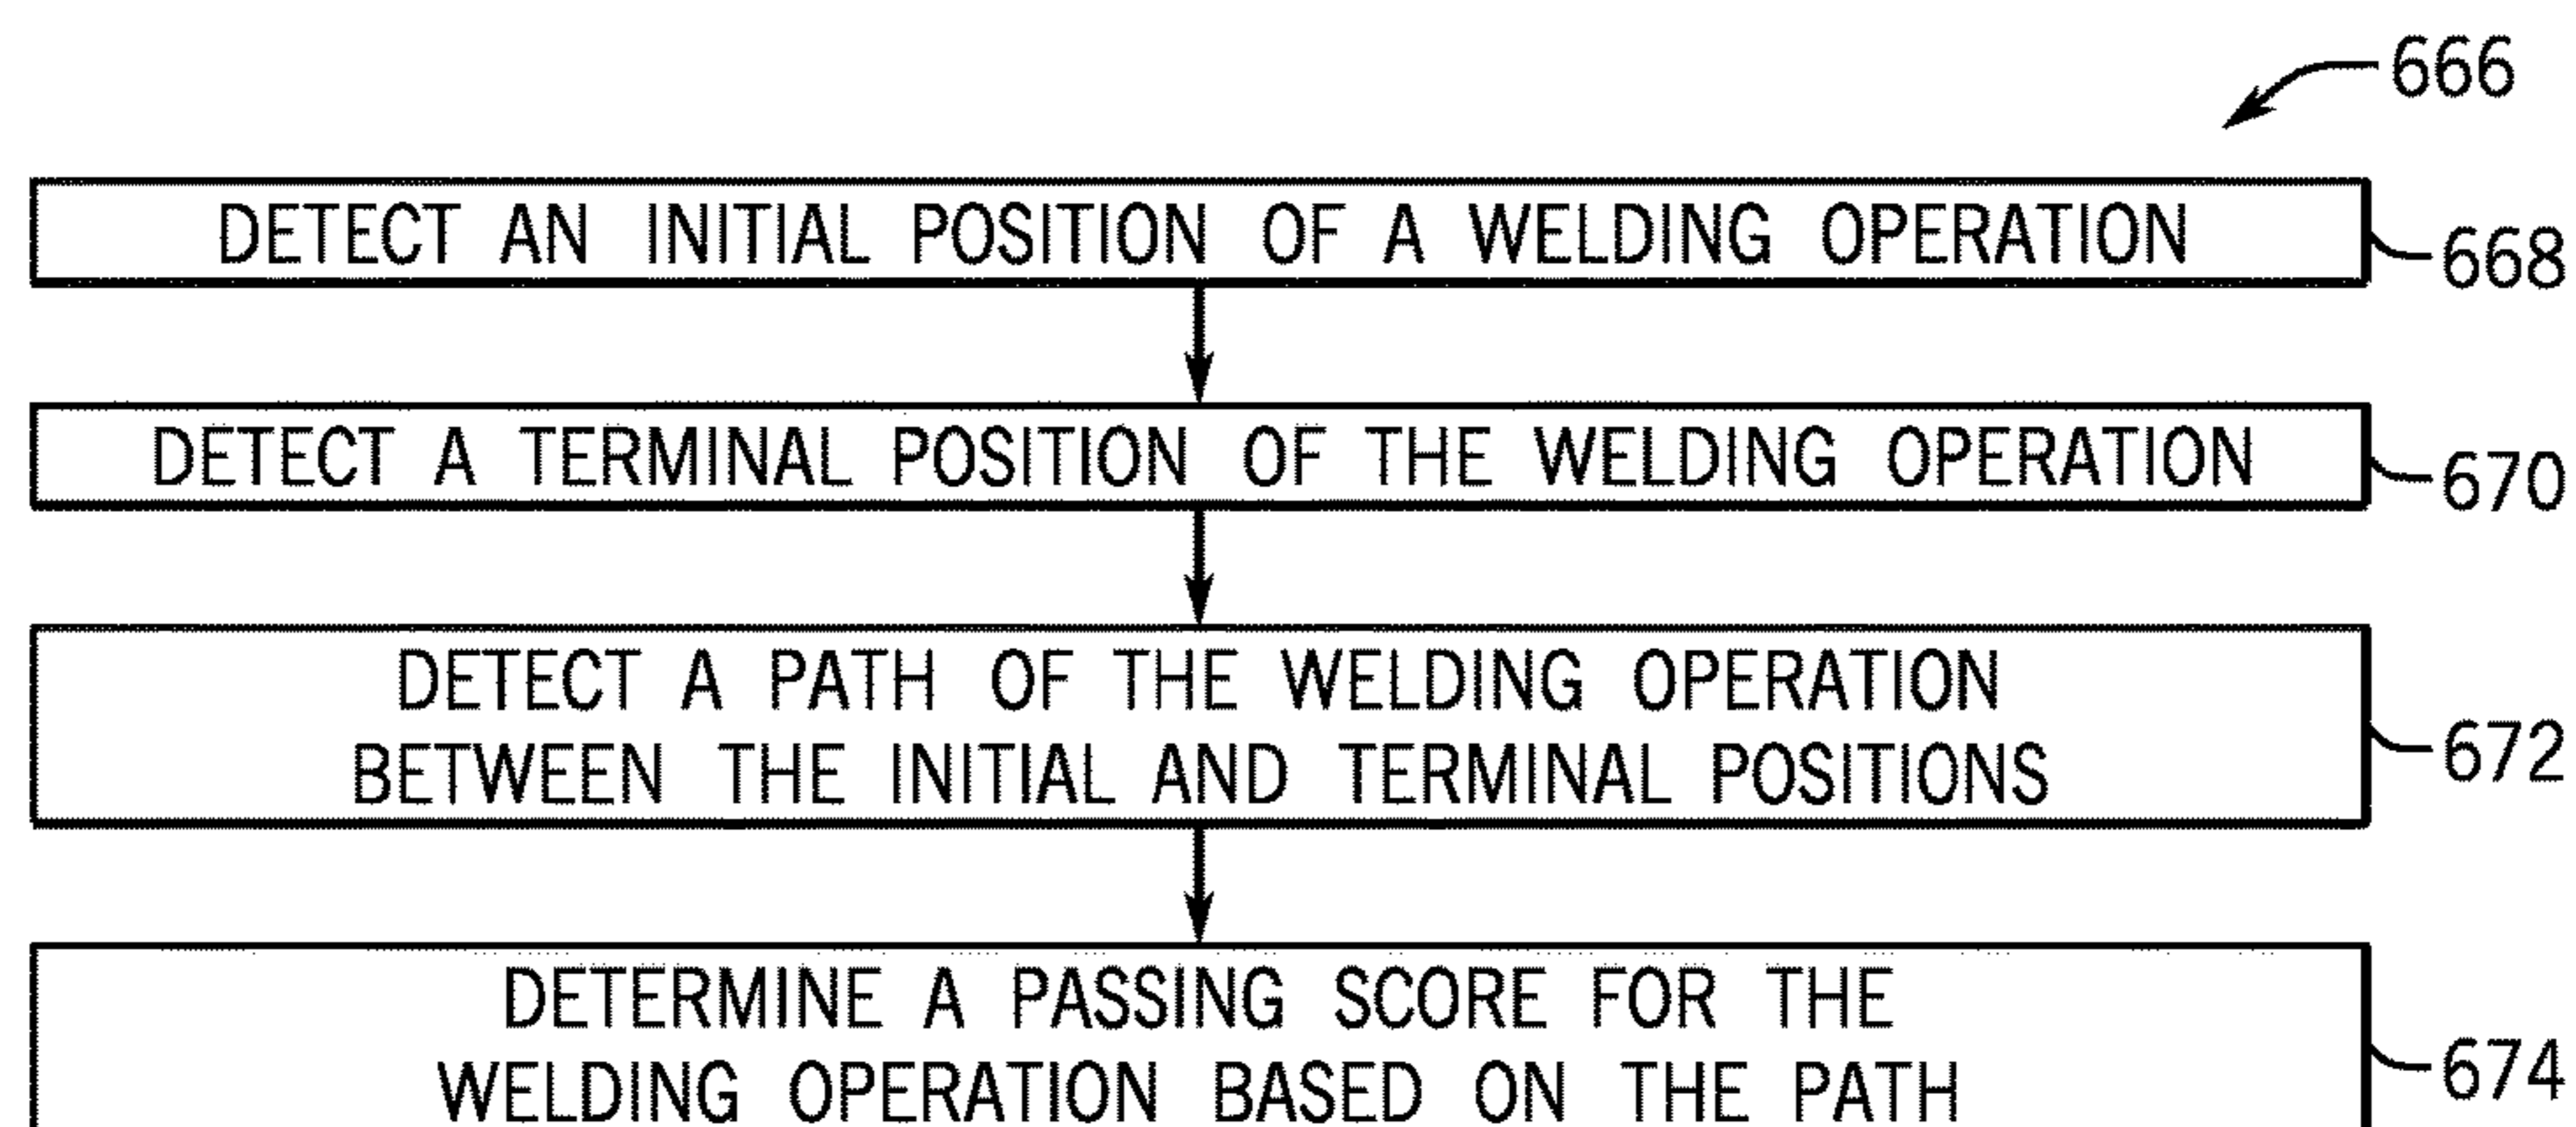 666
DETECT AN INITIAL POSITION OF A WELDING OPERATION
668
DETECT A TERMINAL POSITION OF THE WELDING OPERATION
670
DETECT A PATH OF THE WELDING OPERATION
BETWEEN THE INITIAL AND TERMINAL POSITIONS
672
DETERMINE A PASSING SCORE FOR THE
WELDING OPERATION BASED ON THE PATH
674